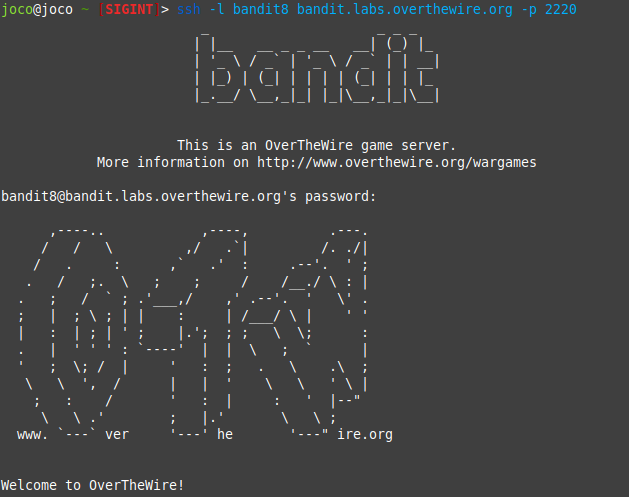 joco@joco ~ [SIGINT]> ssh -l bandit8 bandit.labs.overthewire.org -p 2220
bandit
This is an OverTheWire game server.
More information on http://www.overthewire.org/wargames
bandit8@bandit.labs.overthewire.org's password:
OTW
www. ver he ire.org
Welcome to OverTheWire!